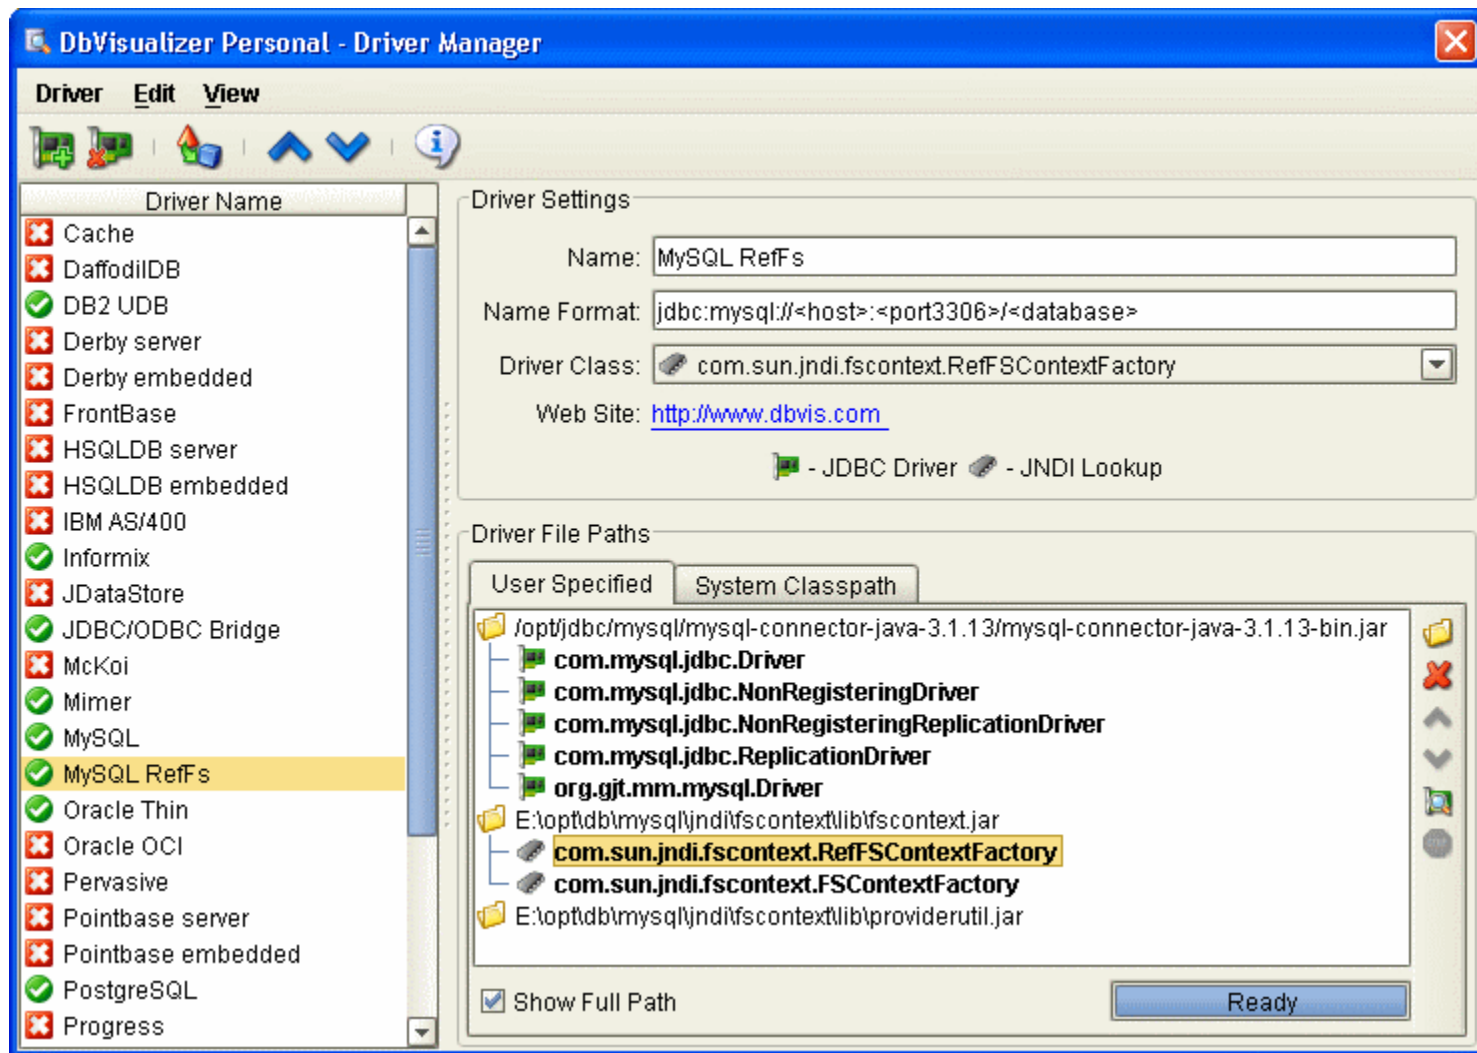 DbVisualizer Personal - Driver Manager
Driver Edit View
Driver Name
Cache
DaffodilDB
DB2 UDB
Derby server
Derby embedded
FrontBase
HSQLDB server
HSQLDB embedded
IBM AS/400
Informix
JDataStore
JDBC/ODBC Bridge
McKoi
Mimer
MySQL
MySQL RefFs
Oracle Thin
Oracle OCI
Pervasive
Pointbase server
Pointbase embedded
PostgreSQL
Progress
Driver Settings
Name: MySQL RefFs
Name Format: jdbc:mysql://<host>:<port3306>/<database>
Driver Class: com.sun.jndi.fscontext.RefFSContextFactory
Web Site: http://www.dbvis.com
- JDBC Driver - JNDI Lookup
Driver File Paths
User Specified System Classpath
/opt/jdbc/mysql/mysql-connector-java-3.1.13/mysql-connector-java-3.1.13-bin.jar
com.mysql.jdbc.Driver
com.mysql.jdbc.NonRegisteringDriver
com.mysql.jdbc.NonRegisteringReplicationDriver
com.mysql.jdbc.ReplicationDriver
org.gjt.mm.mysql.Driver
E:\opt\db\mysql\jndi\fscontext\lib\fscontext.jar
com.sun.jndi.fscontext.RefFSContextFactory
com.sun.jndi.fscontext.FSContextFactory
E:\opt\db\mysql\jndi\fscontext\lib\providerutil.jar
Show Full Path
Ready